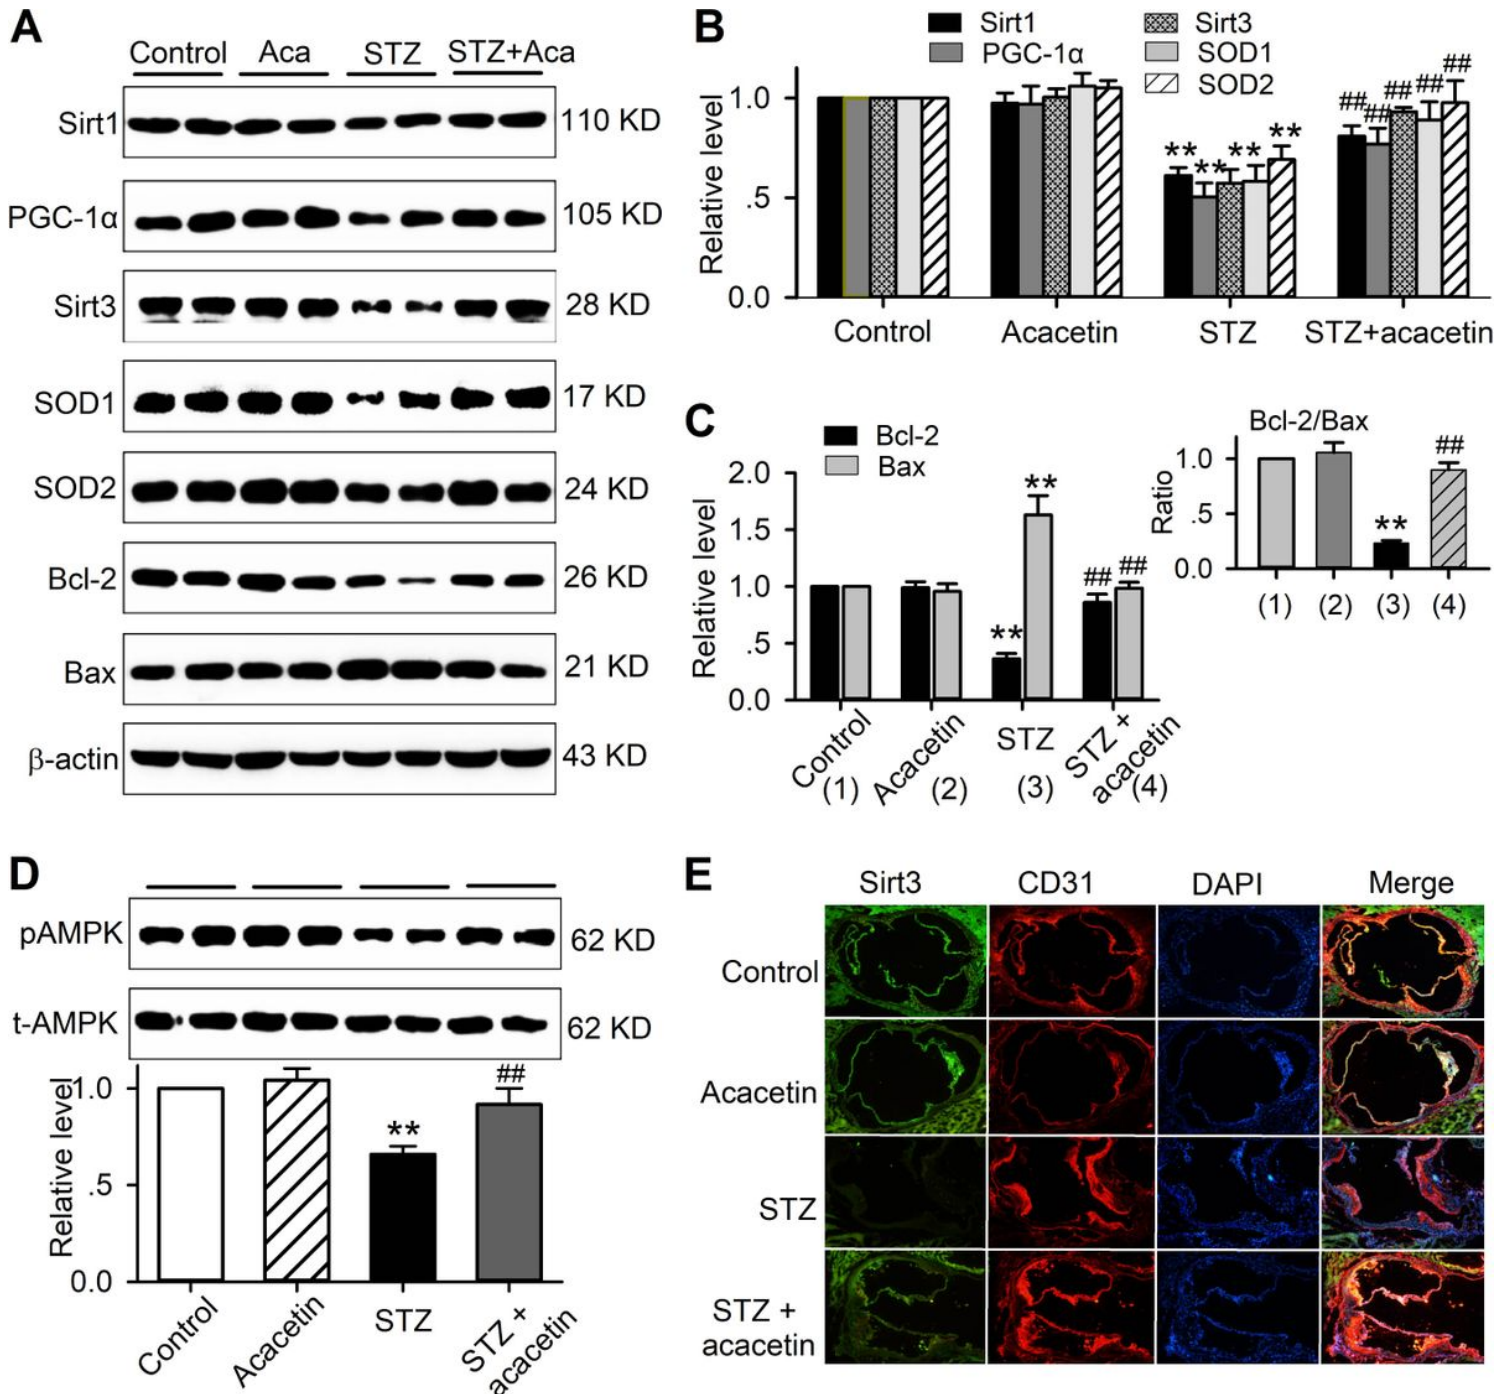 A
Control Aca STZ STZ+Aca
Sirt1 110 KD
PGC-1α 105 KD
Sirt3 28 KD
SOD1 17 KD
SOD2 24 KD
Bcl-2 26 KD
Bax 21 KD
β-actin 43 KD
B
Sirt1 Sirt3
PGC-1α SOD1
SOD2
Relative level
1.0
.5
0.0
** ** ** **
## ## ## ## ##
Control Acacetin STZ STZ+acacetin
C
Bcl-2
Bax
Relative level
2.0
1.5
1.0
.5
0.0
** **
## ##
Control Acacetin STZ STZ + acacetin
(1) (2) (3) (4)
Bcl-2/Bax
Ratio
1.0
.5
0.0
** ##
(1) (2) (3) (4)
D
pAMPK 62 KD
t-AMPK 62 KD
Relative level
1.0
.5
0.0
** ##
Control Acacetin STZ STZ + acacetin
E
Sirt3 CD31 DAPI Merge
Control
Acacetin
STZ
STZ +
acacetin